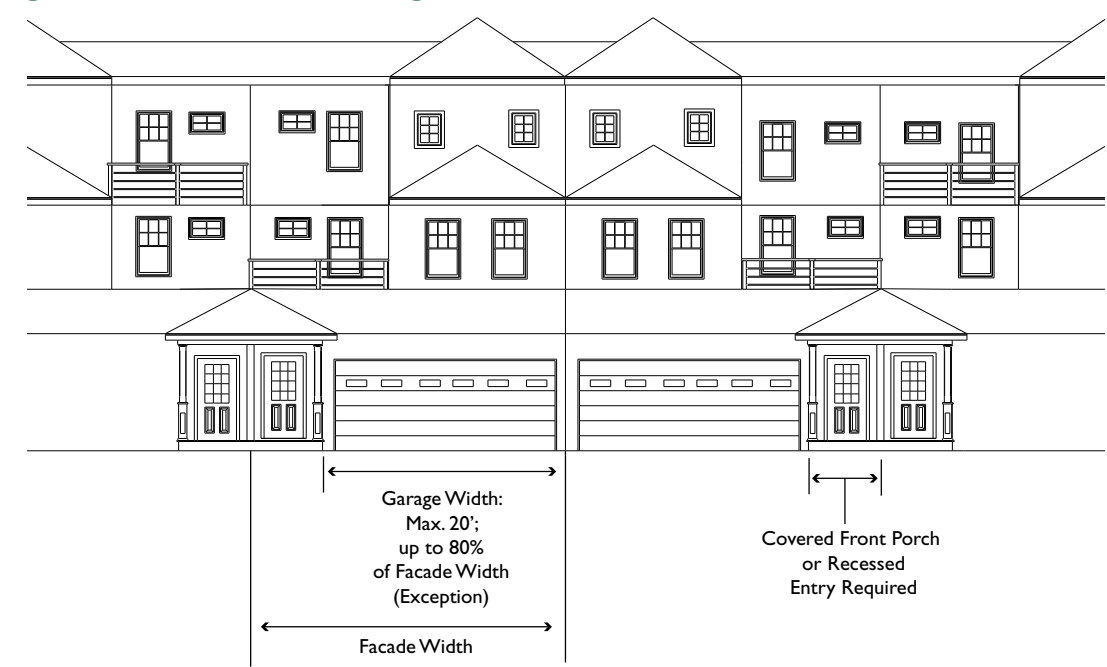 Garage Width:
Max. 20’;
up to 80%
of Facade Width
(Exception)
Facade Width
Covered Front Porch
or Recessed
Entry Required